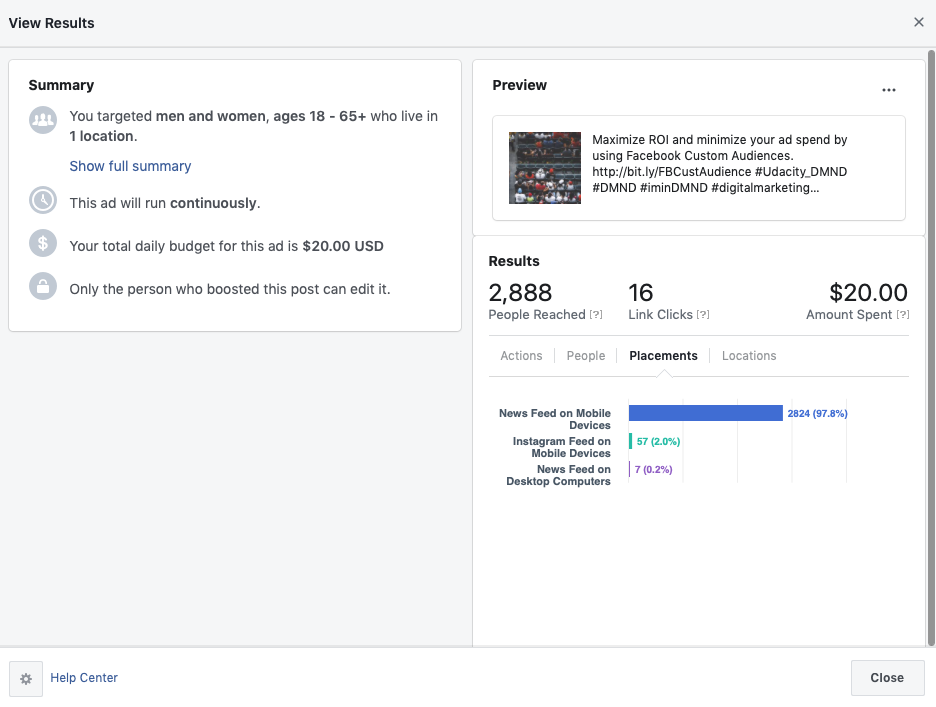 View Results
Summary
You targeted men and women, ages 18 - 65+ who live in
1 location.
Show full summary
This ad will run continuously.
$
Your total daily budget for this ad is $20.00 USD
Only the person who boosted this post can edit it.
Preview
Maximize ROI and minimize your ad spend by
using Facebook Custom Audiences.
http://bit.ly/FBCustAudience #Udacity_DMND
#DMND #iminDMND #digitalmarketing...
Results
2,888 16 $20.00
People Reached [?] Link Clicks [?] Amount Spent [?]
Actions People Placements Locations
News Feed on Mobile
Devices
2824 (97.8%)
Instagram Feed on
Mobile Devices
57 (2.0%)
News Feed on
Desktop Computers
7 (0.2%)
Help Center
Close